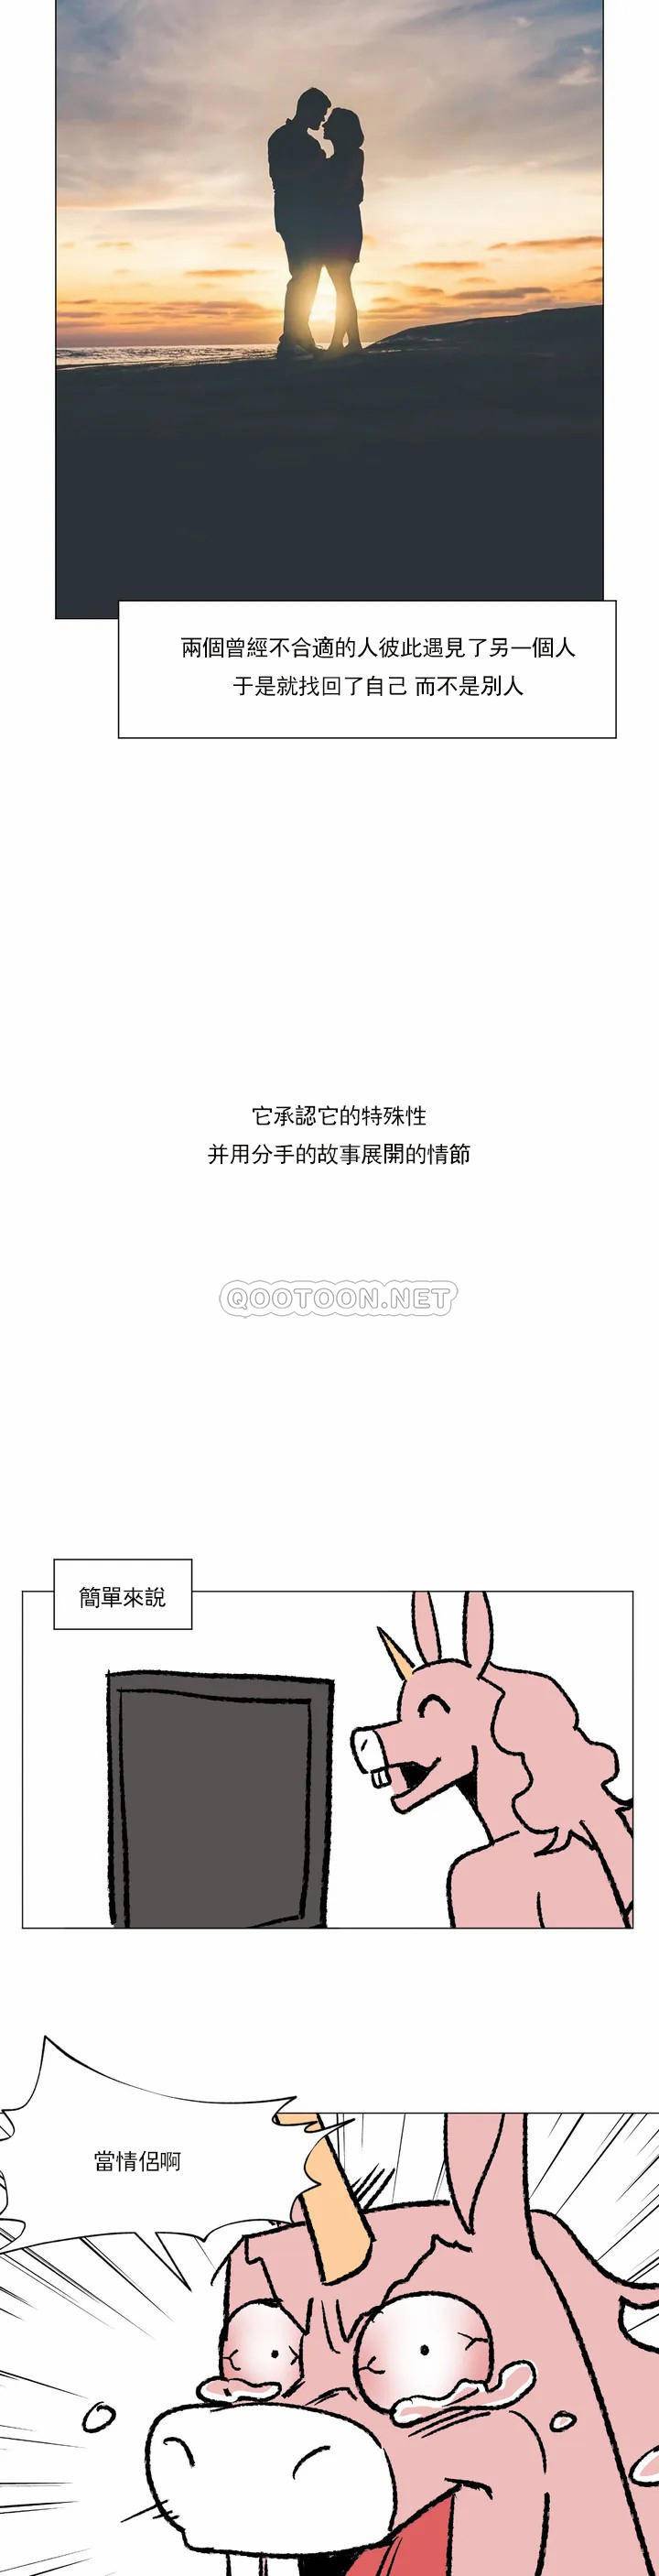 兩個曾經不合適的人彼此遇見了另一個人
于是就找回了自己 而不是別人
它承認它的特殊性
并用分手的故事展開的情節
QOOTOON.NET
簡單來說
當情侶啊